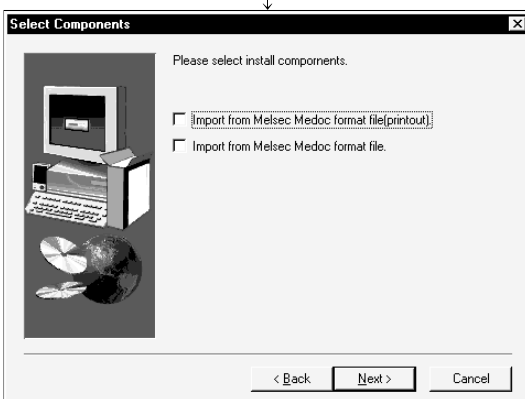 Select Components
Please select install compornents.
Import from Melsec Medoc format file(printout).
Import from Melsec Medoc format file.
< Back
Next >
Cancel